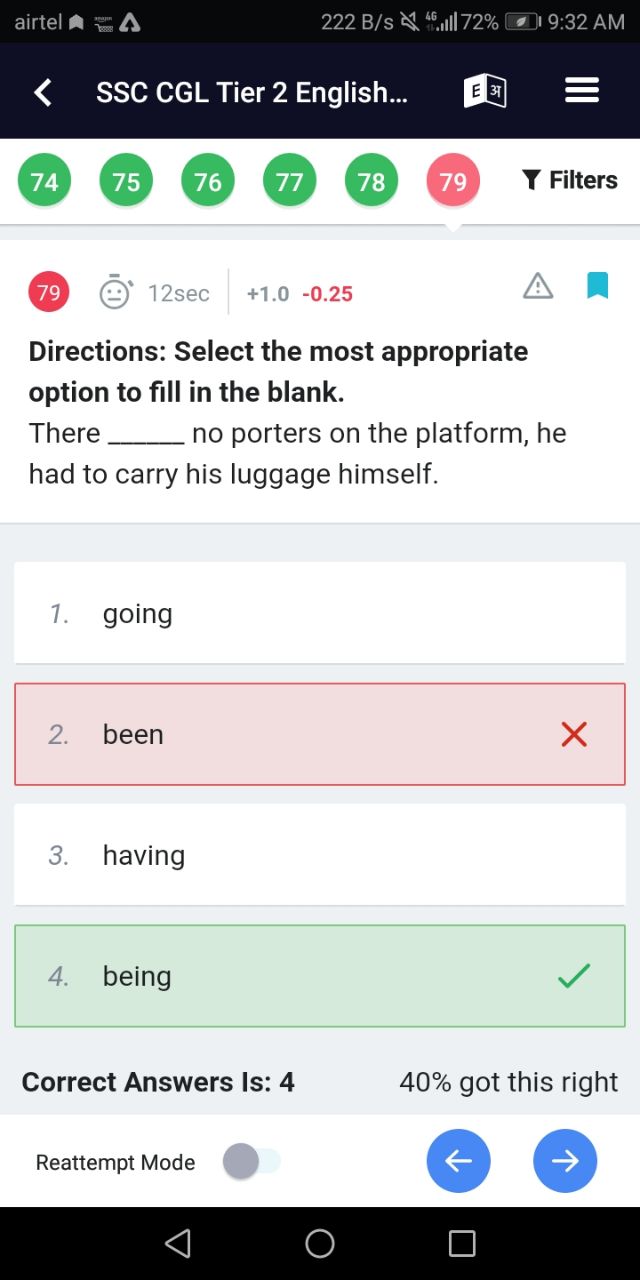 airtel 222 B/s 4G 72% 9:32 AM
SSC CGL Tier 2 English... E अ
74 75 76 77 78 79 Filters
79 12sec +1.0 -0.25
Directions: Select the most appropriate
option to fill in the blank.
There ______ no porters on the platform, he
had to carry his luggage himself.
1. going
2. been
3. having
4. being
Correct Answers Is: 4 40% got this right
Reattempt Mode